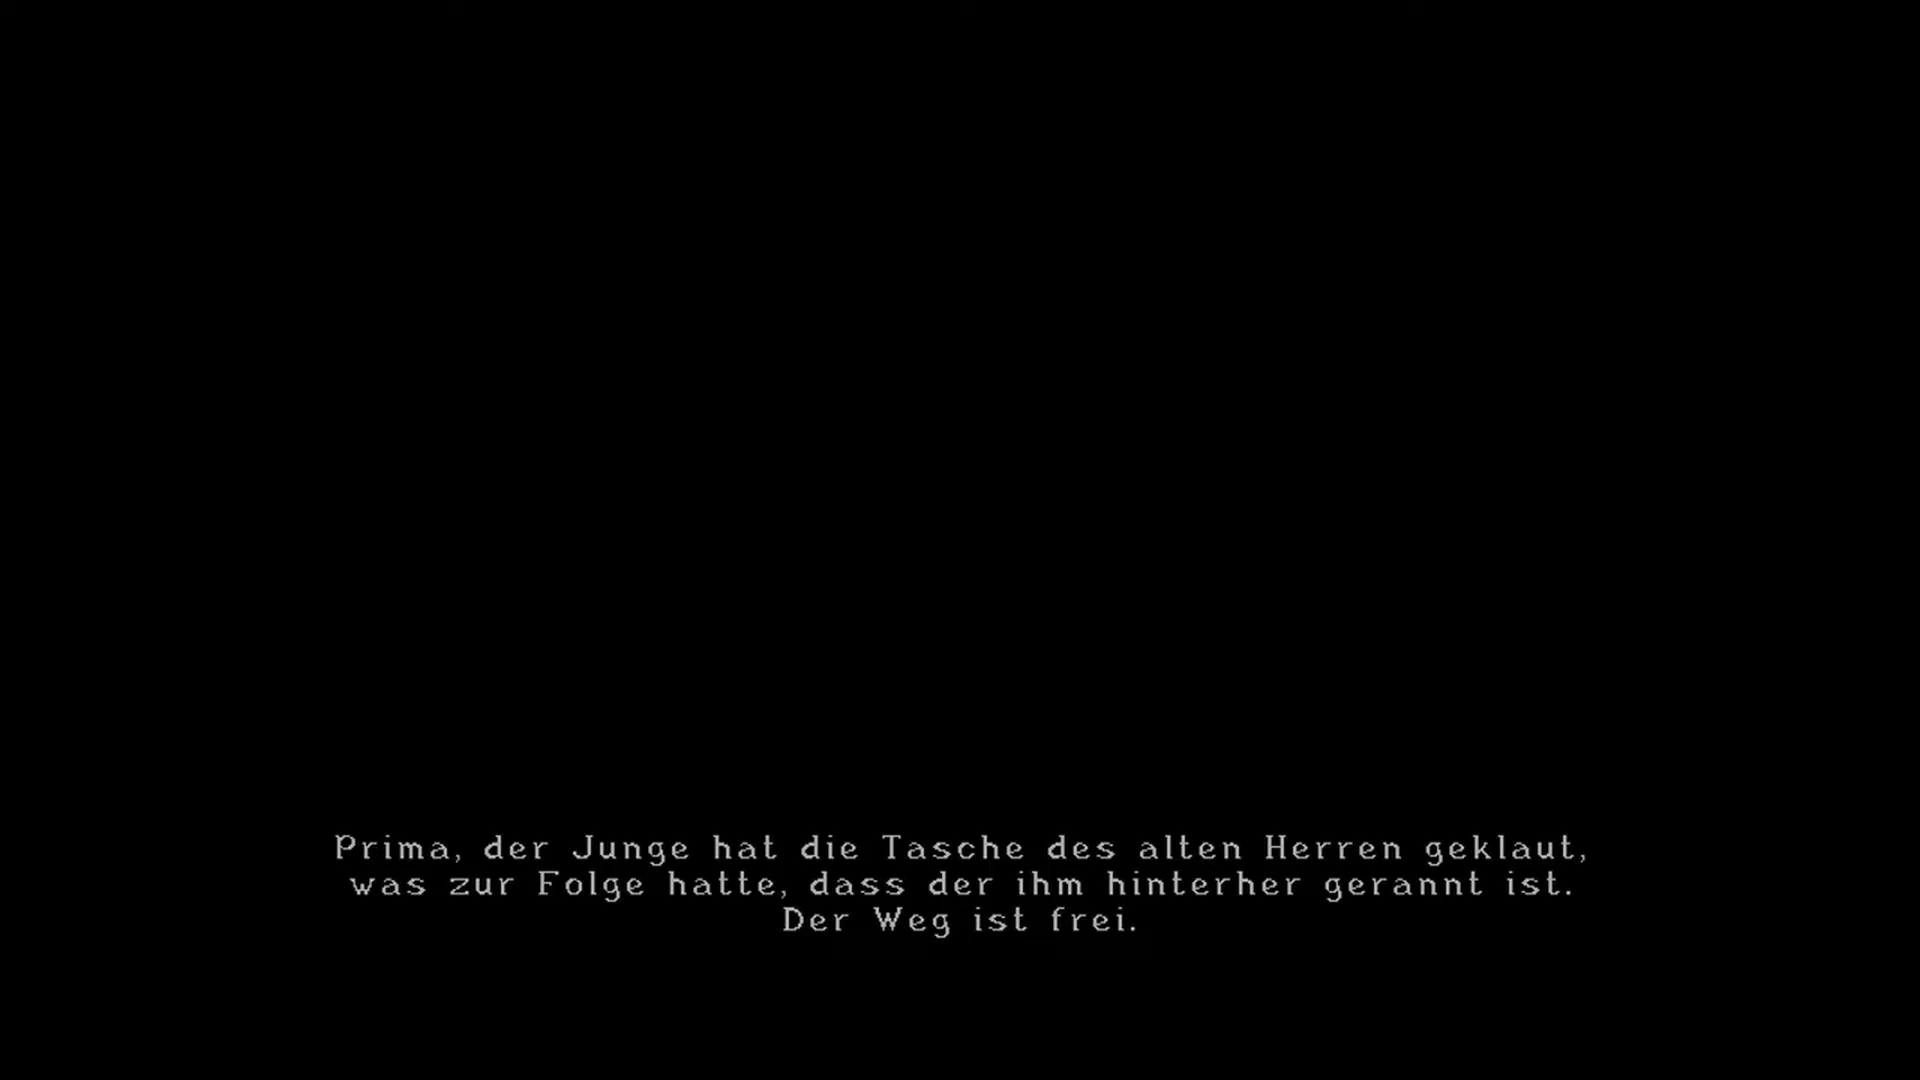 Prima, der Junge hat die Tasche des alten Herren geklaut,
was zur Folge hatte, dass der ihm hinterher gerannt ist.
Der Weg ist frei.